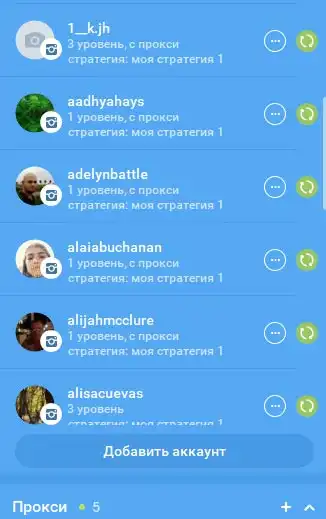 1__k.jh
3 уровень, с прокси
стратегия: моя стратегия 1
aadhyahays
1 уровень, с прокси
стратегия: моя стратегия 1
adelynbattle
1 уровень, с прокси
стратегия: моя стратегия 1
alaiabuchanan
1 уровень, с прокси
стратегия: моя стратегия 1
alijahmcclure
1 уровень, с прокси
стратегия: моя стратегия 1
alisacuevas
3 уровень
стратегия: моя стратегия 1
Добавить аккаунт
Прокси • 5 +